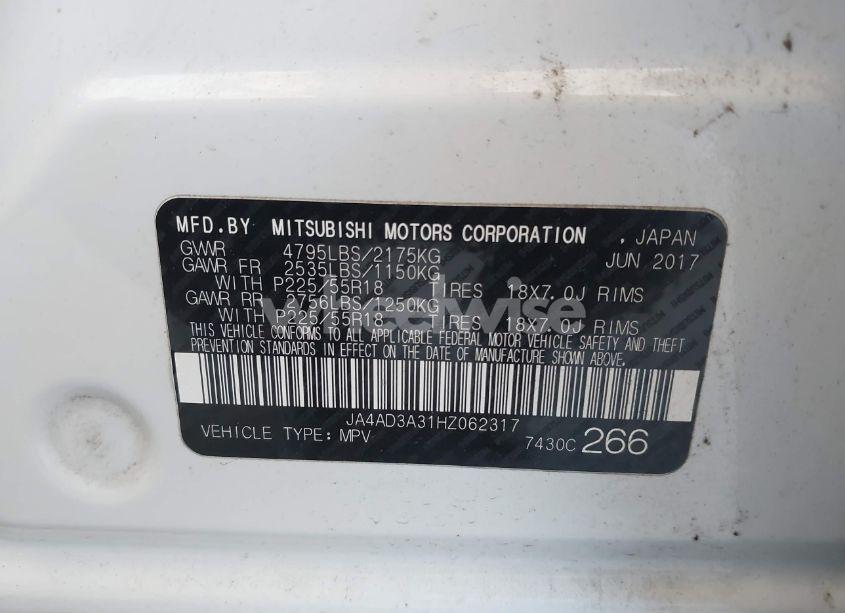 MFD.BY MITSUBISHI MOTORS CORPORATION , JAPAN
GVWR 4795LBS/2175KG JUN 2017
GAWR FR 2535LBS/1150KG
WITH P225/55R18 TIRES 18X7.0J RIMS
GAWR RR 2756LBS/1250KG
WITH P225/55R18 TIRES 18X7.0J RIMS
THIS VEHICLE CONFORMS TO ALL APPLICABLE FEDERAL MOTOR VEHICLE SAFETY AND THEFT
PREVENTION STANDARDS IN EFFECT ON THE DATE OF MANUFACTURE SHOWN ABOVE.
JA4AD3A31HZ062317
VEHICLE TYPE:MPV 7430C 266
wheelwise